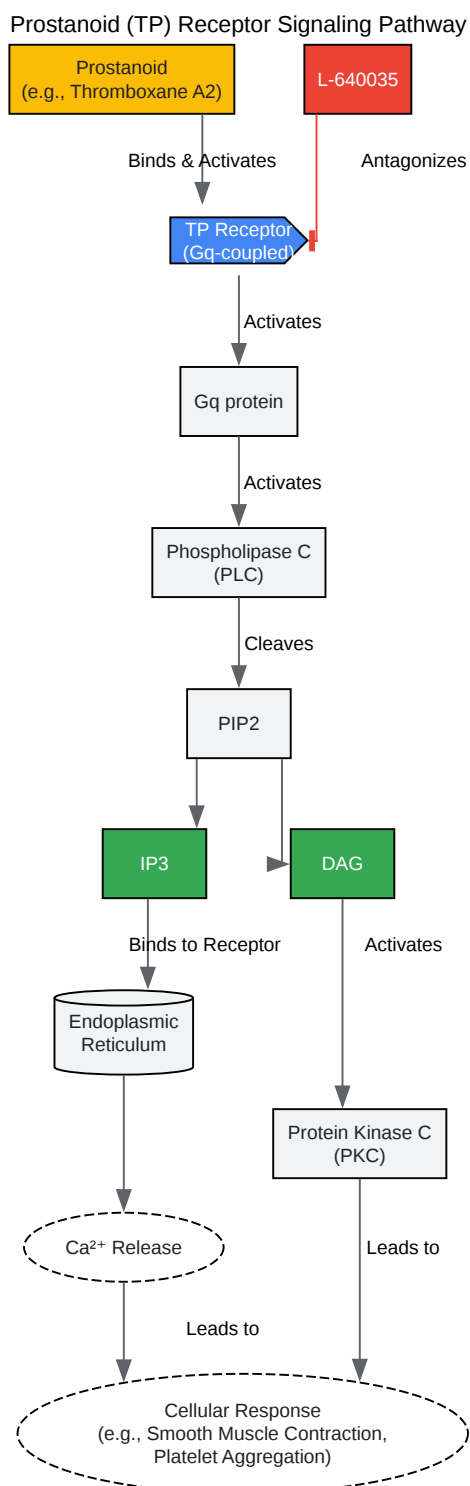 Prostanoid (TP) Receptor Signaling Pathway
Prostanoid
(e.g., Thromboxane A2)
L-640035
Binds & Activates
Antagonizes
TP Receptor
(Gq-coupled)
Activates
Gq protein
Activates
Phospholipase C
(PLC)
Cleaves
PIP2
IP3
DAG
Binds to Receptor
Activates
Endoplasmic
Reticulum
Protein Kinase C
(PKC)
Ca²⁺ Release
Leads to
Leads to
Cellular Response
(e.g., Smooth Muscle Contraction,
Platelet Aggregation)